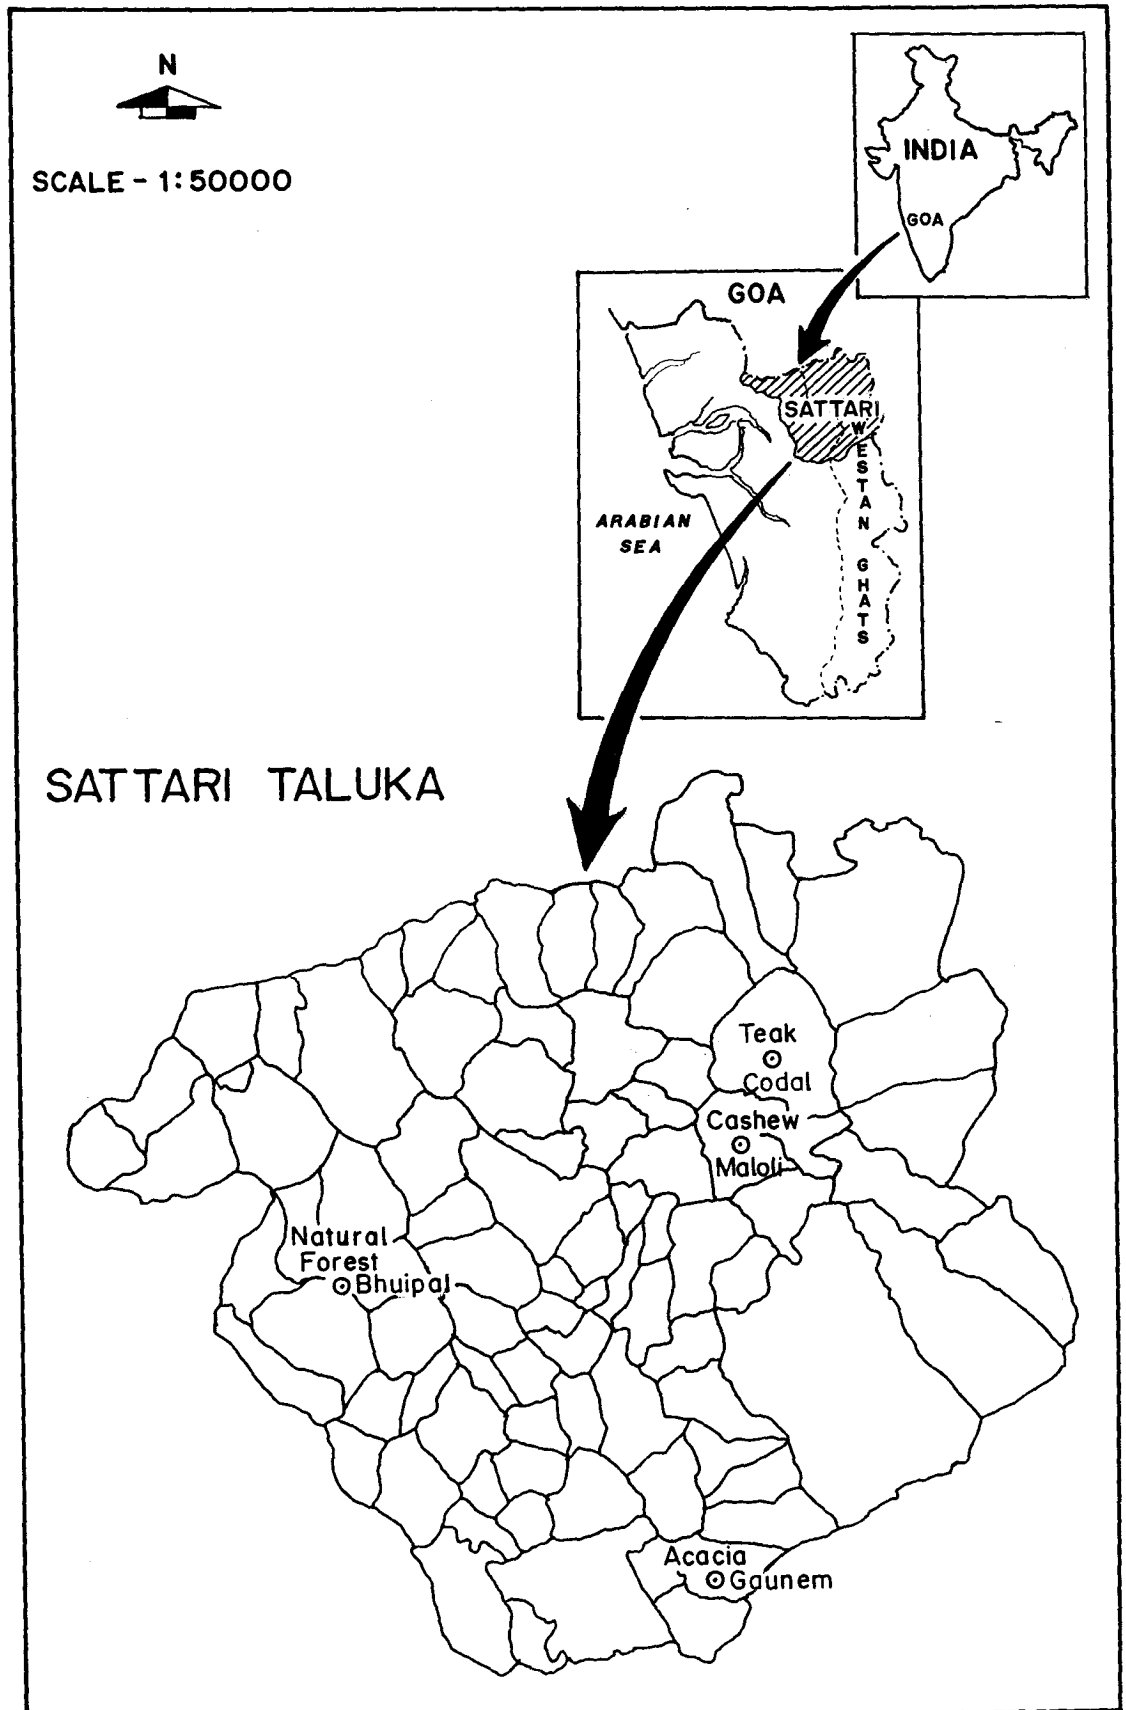 N
SCALE - 1:50000
INDIA
GOA
GOA
SATTARI
WESTAN GHATS
ARABIAN
SEA
SATTARI TALUKA
Teak
Codal
Cashew
Maloli
Natural
Forest
Bhuipal
Acacia
Gaunem